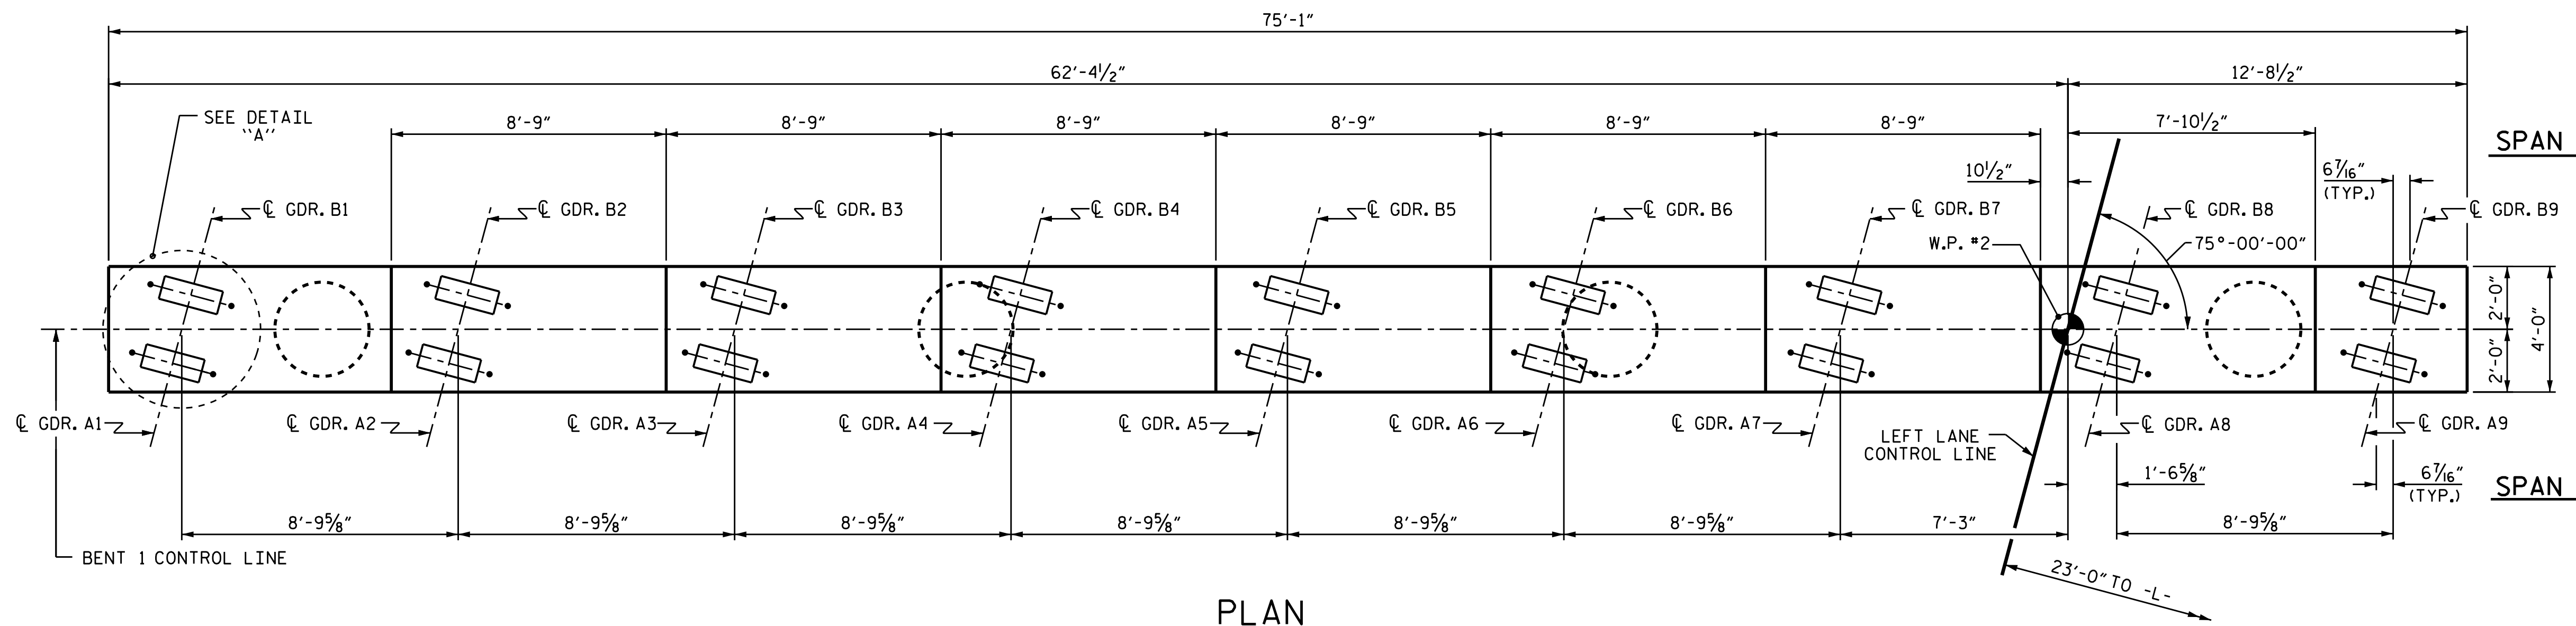 75'-1"
62'-4½"
12'-8½"
SEE DETAIL
"A"
8'-9"
8'-9"
8'-9"
8'-9"
8'-9"
8'-9"
7'-10½"
SPAN
10½"
6 7/16"
(TYP.)
℄ GDR. B1
℄ GDR. B2
℄ GDR. B3
℄ GDR. B4
℄ GDR. B5
℄ GDR. B6
℄ GDR. B7
℄ GDR. B8
℄ GDR. B9
W.P. #2
75°-00'-00"
2'-0"
2'-0"
4'-0"
℄ GDR. A1
℄ GDR. A2
℄ GDR. A3
℄ GDR. A4
℄ GDR. A5
℄ GDR. A6
℄ GDR. A7
℄ GDR. A8
℄ GDR. A9
LEFT LANE
CONTROL LINE
1'-6⅝"
6 7/16"
(TYP.)
SPAN
8'-9⅝"
8'-9⅝"
8'-9⅝"
8'-9⅝"
8'-9⅝"
8'-9⅝"
7'-3"
8'-9⅝"
BENT 1 CONTROL LINE
23'-0" TO -L-
PLAN